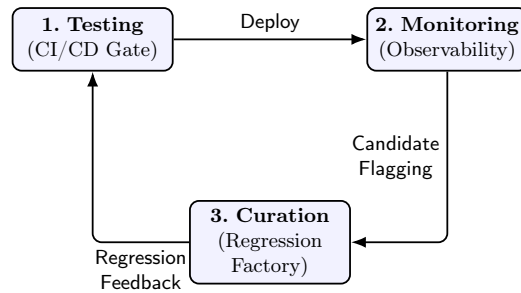 1. Testing
(CI/CD Gate)
Deploy
2. Monitoring
(Observability)
Candidate
Flagging
3. Curation
(Regression
Factory)
Regression
Feedback